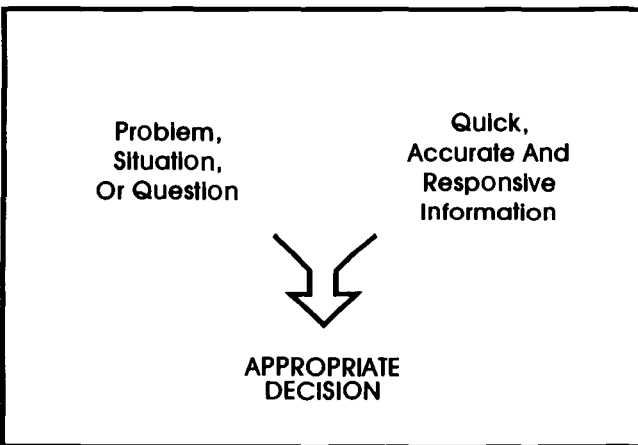 Problem,
Situation,
Or Question
Quick,
Accurate And
Responsive
Information
APPROPRIATE
DECISION